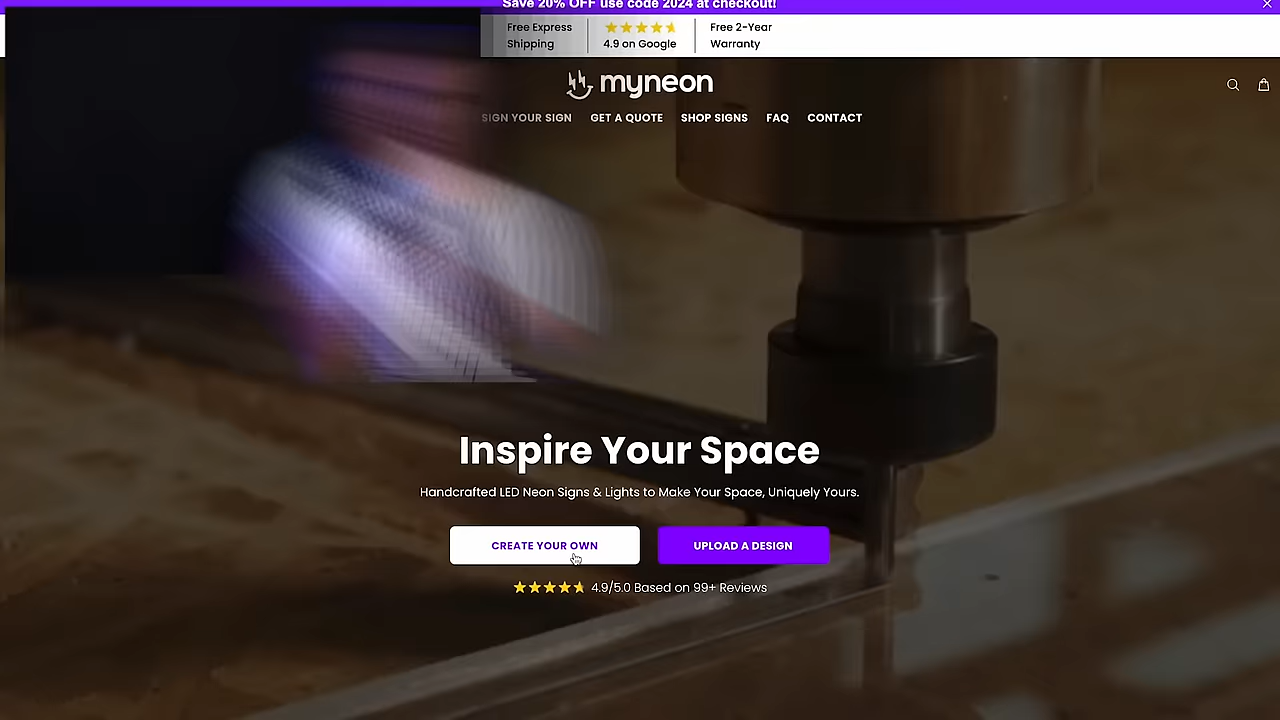 Save 20% OFF use code 2024 at checkout!
Free Express
Shipping
4.9 on Google
Free 2-Year
Warranty
myneon
SIGN YOUR SIGN
GET A QUOTE
SHOP SIGNS
FAQ
CONTACT
Inspire Your Space
Handcrafted LED Neon Signs & Lights to Make Your Space, Uniquely Yours.
CREATE YOUR OWN
UPLOAD A DESIGN
4.9/5.0 Based on 99+ Reviews